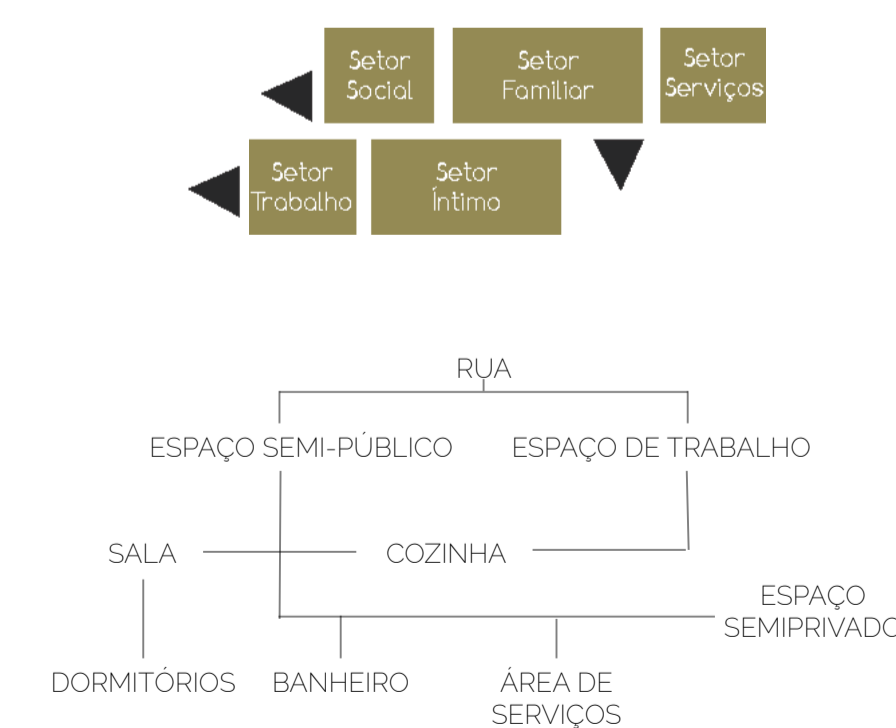 Setor
Social
Setor
Familiar
Setor
Serviços
Setor
Trabalho
Setor
Íntimo
RUA
ESPAÇO SEMI-PÚBLICO
ESPAÇO DE TRABALHO
SALA
COZINHA
ESPAÇO
SEMIPRIVADO
DORMITÓRIOS
BANHEIRO
ÁREA DE
SERVIÇOS